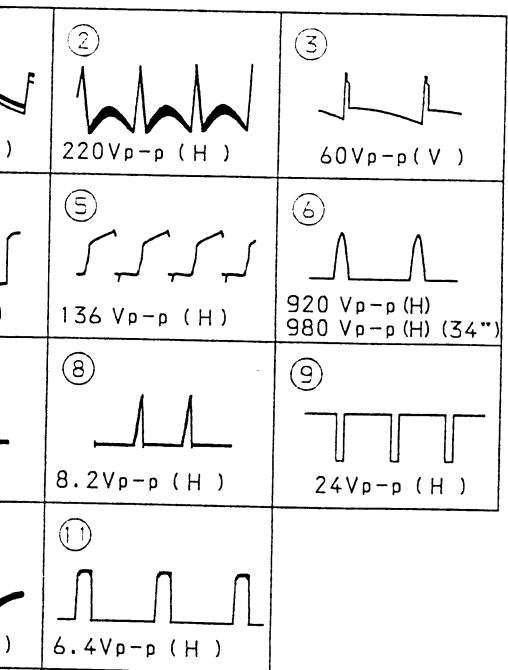 ②
220Vp-p (H )
③
) 60Vp-p( V )
⑤
136 Vp-p (H)
⑥
920 Vp-p (H)
980 Vp-p (H) (34")
)
⑧
8.2Vp-p (H )
⑨
24Vp-p (H )
⑪
) 6.4Vp-p (H )